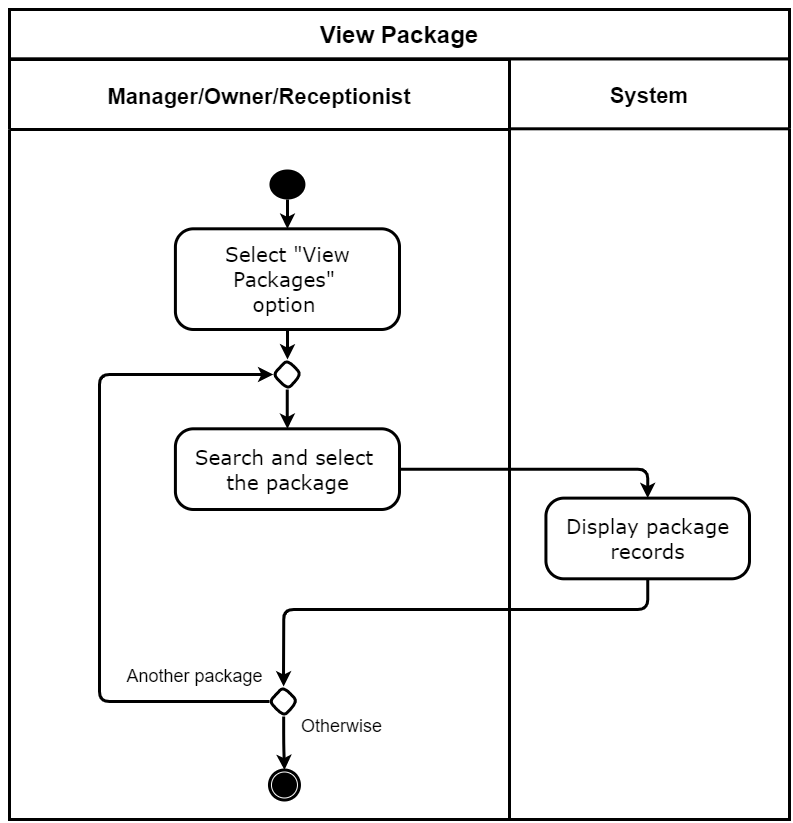 View Package
Manager/Owner/Receptionist
System
Select "View
Packages"
option
Search and select
the package
Display package
records
Another package
Otherwise